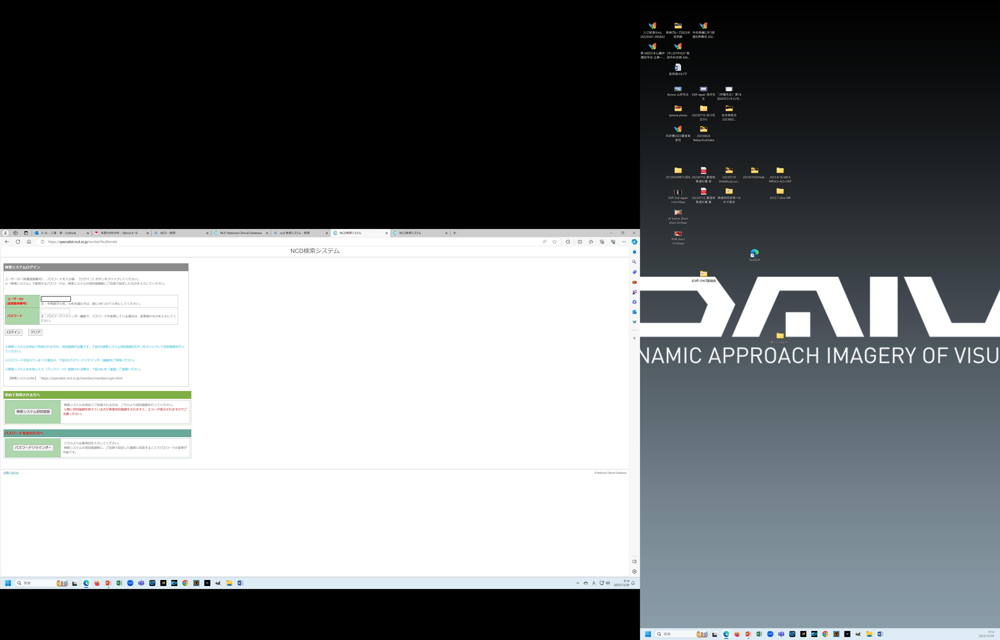 メール - 三浦　崇 - Outlook
未読169959件 - Yahoo!メール
NCD - 検索
NCD National Clinical Database
ncd 検索システム - 検索
NCD検索システム
NCD検索システム
https://specialist.ncd.or.jp/servlet/NcdServlet
NCD検索システム
検索システムログイン
ユーザーID（医籍登録番号）、パスワードを入力後、［ログイン］ボタンをクリックしてください。
※「検索システム」で使用するパスワードは、検索システムの初回登録時にご自身で設定したものを入力してください。
ユーザーID
(医籍登録番号)
注：半角数字６桁。６桁未満の方は、頭に0をつけて６桁にしてください。
パスワード
注：パスワードリマインダー機能で、パスワードを変更している場合は、変更後のものを入力してく
ださい。
ログイン
クリア
※検索システムを初めて利用される方は、初回登録が必要です。下記の[検索システム初回登録]ボタンをクリックして初回登録を行っ
てください。
※パスワードを忘れてしまった場合は、下記の[パスワードリマインダー]機能をご利用ください。
※検索システムをお気に入り（ブックマーク）登録される際は、下記URLを「直接」ご登録ください。
【検索システムURL】　https://specialist.ncd.or.jp/member/memberLogin.html
初めて利用される方へ
検索システム初回登録
検索システムを初めてご利用される方は、こちらより初回登録を行ってください。
※既に初回登録を終えている方が再度初回登録をされますと、エラーが表示されますのでご
注意ください。
パスワードを忘れた方へ
パスワードリマインダー
こちらより必要項目を入力してください。
検索システムの初回登録時に、ご自身で設定した質問に回答することでパスワードの変更が
可能です。
お問い合わせ
© National Clinical Database
検索
A
9:14
2023/12/30
入江帆香ちゃん
20220301-095852
長崎グループ2023年
症例数
外科再編に伴う部
屋の再構成 202...
第14回日本心臓弁
膜症学会 企業一...
(今) 20191027 胸
部外科京都 AM...
医局員メルアド
Konno 山岸先生
VSR repair 浅井先
生
（伊藤先生）第74
回JATSランチョンセ...
Iphone photo
20230710 谷口先
生から
佐世保総合
2023602...
科研費2023審査員
委託
20230626
NakaoYoshitaka
20130509和久田IE
20230710_審査結
果通知書 表
20230720
ShidaKouji po...
20230703OhtaK...
2023.8.16 MICS
MP(A3+A2)+TAP
VSP 2nd repair
1min18sec
20230710_審査結
果通知書 裏
関連病院部長への
年次報告
2023.7.26re-MP
LV tumor Short
short 2m5sec
PVR short
1m26sec
YouGlish
メンバーシップ委員会
DAIV
新しいフォルダー
NAMIC APPROACH IMAGERY OF VISU
検索
9:14
2023/12/30